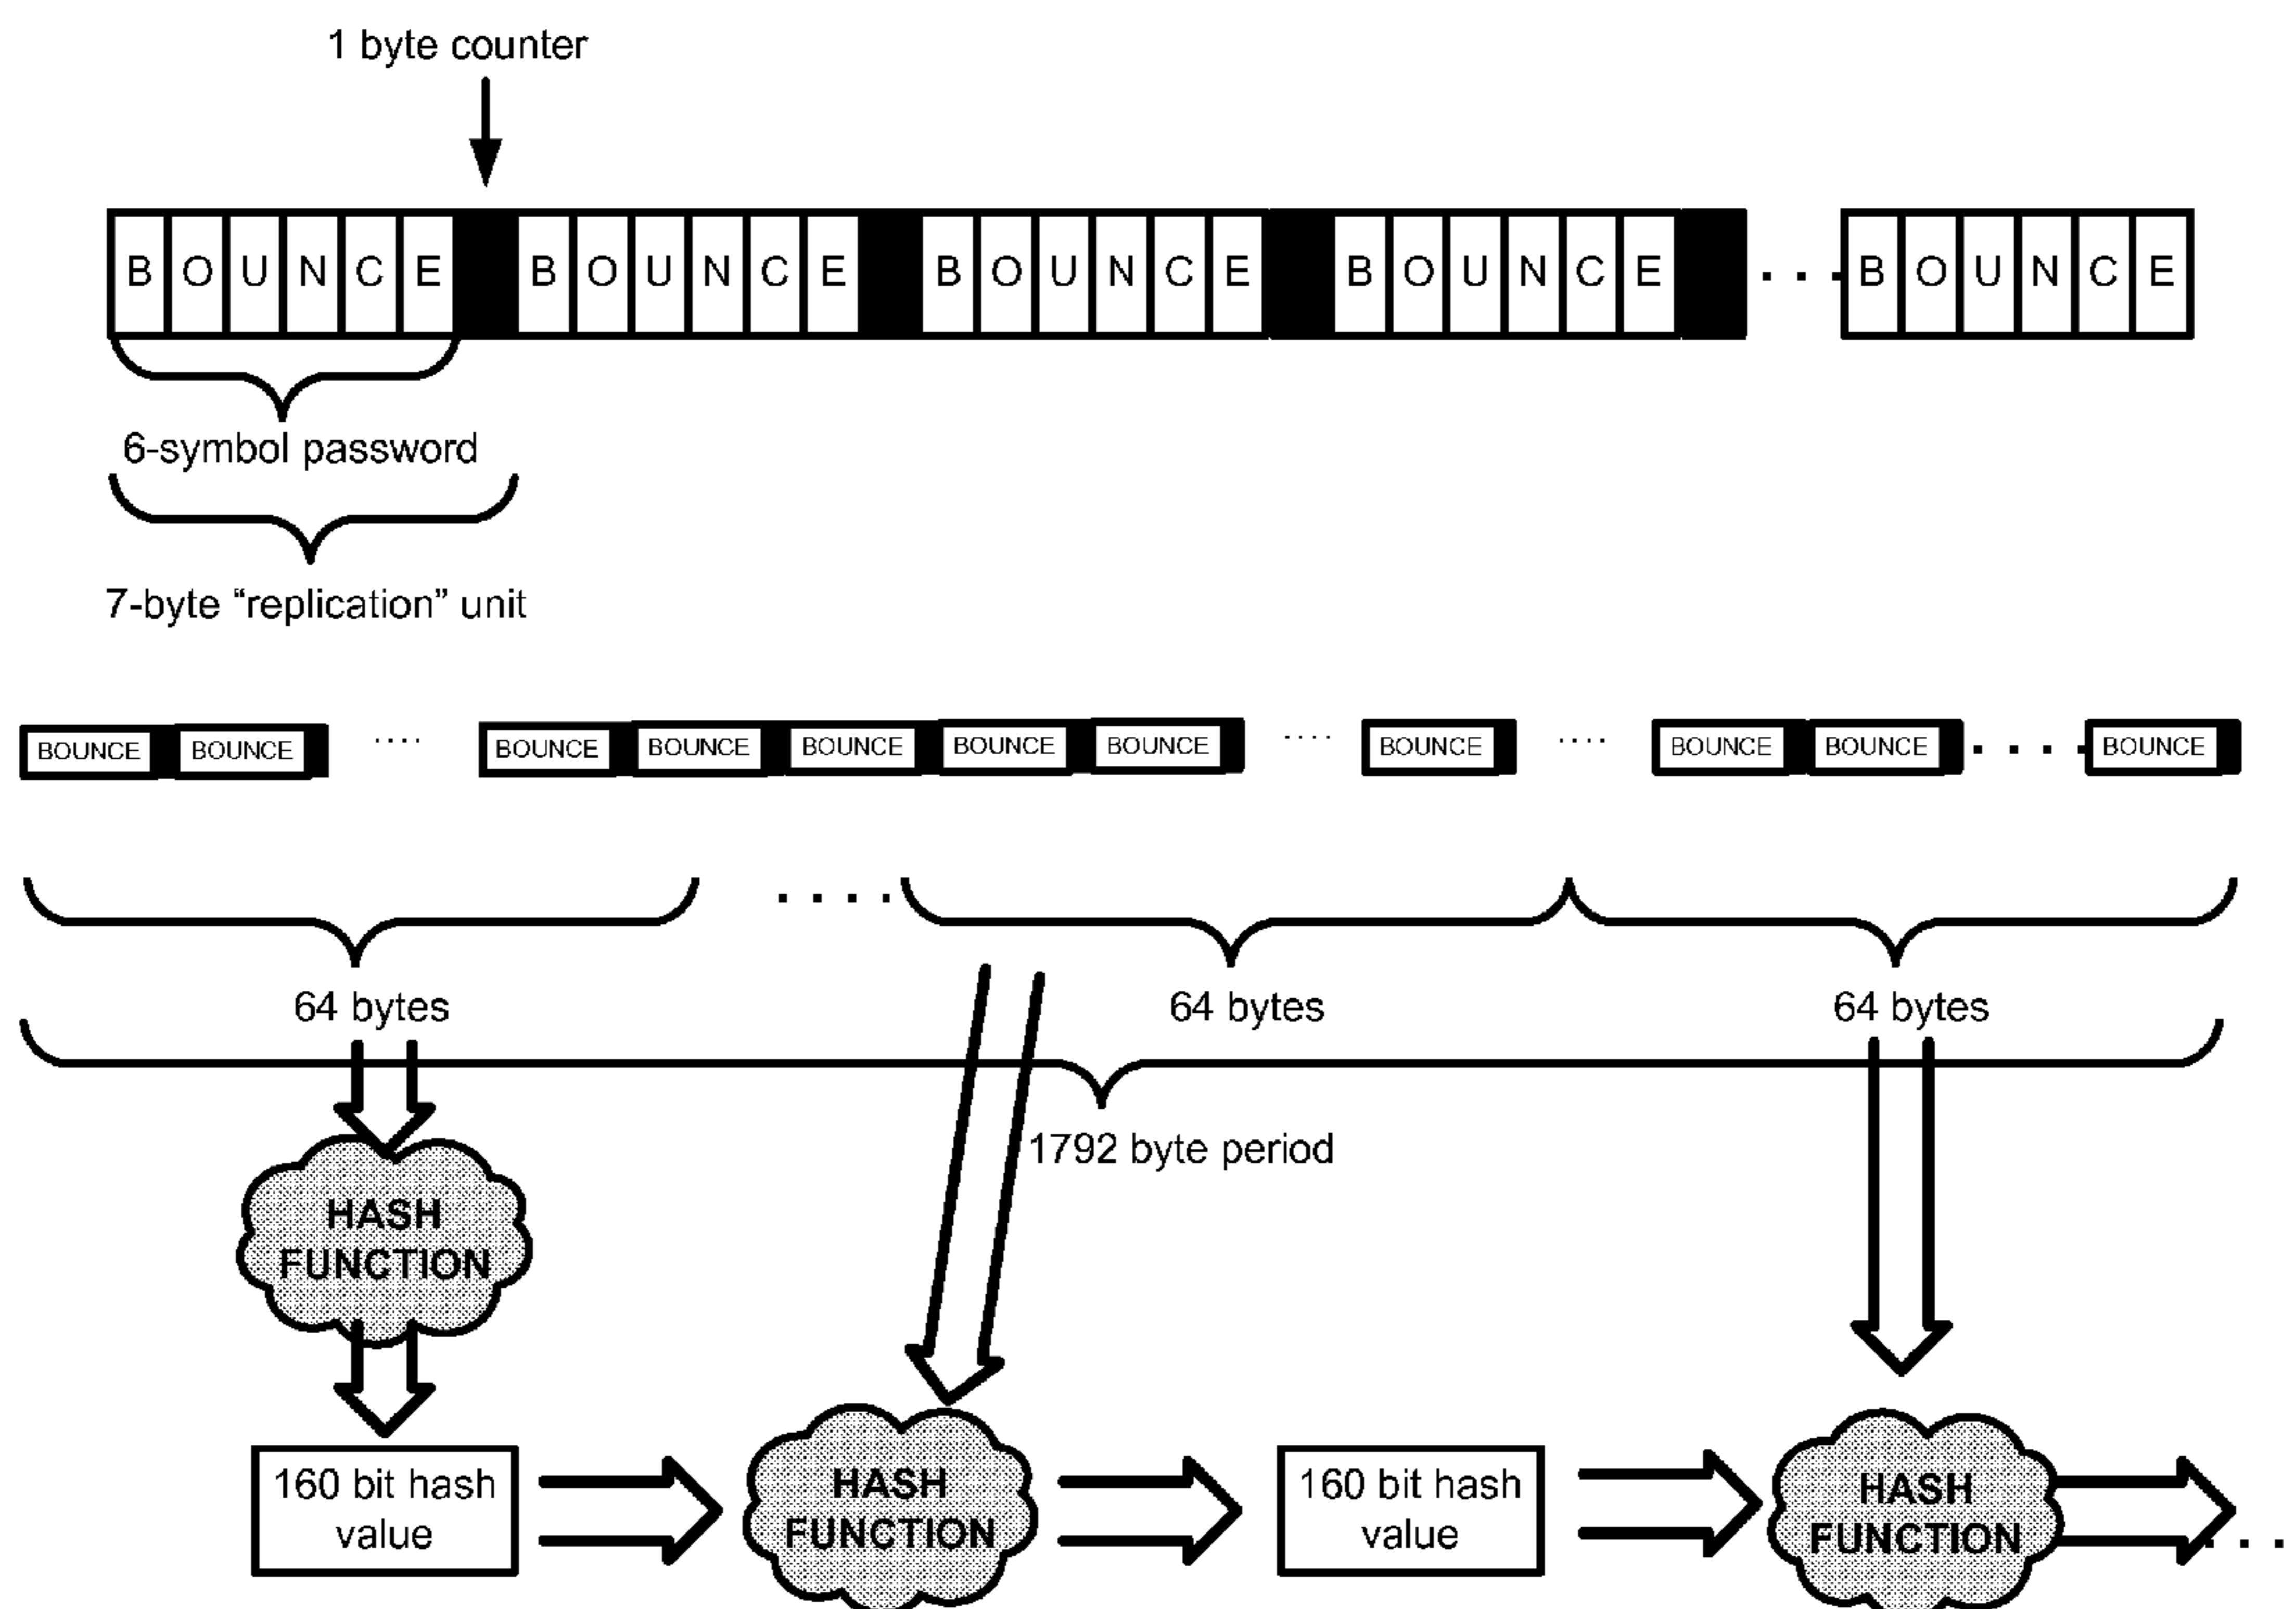 1 byte counter
B O U N C E B O U N C E B O U N C E B O U N C E . . . B O U N C E
6-symbol password
7-byte “replication” unit
BOUNCE BOUNCE .... BOUNCE BOUNCE BOUNCE BOUNCE BOUNCE .... BOUNCE .... BOUNCE BOUNCE . . . . BOUNCE
. . . .
64 bytes 64 bytes 64 bytes
1792 byte period
HASH
FUNCTION
160 bit hash
value
HASH
FUNCTION
160 bit hash
value
HASH
FUNCTION
. . .